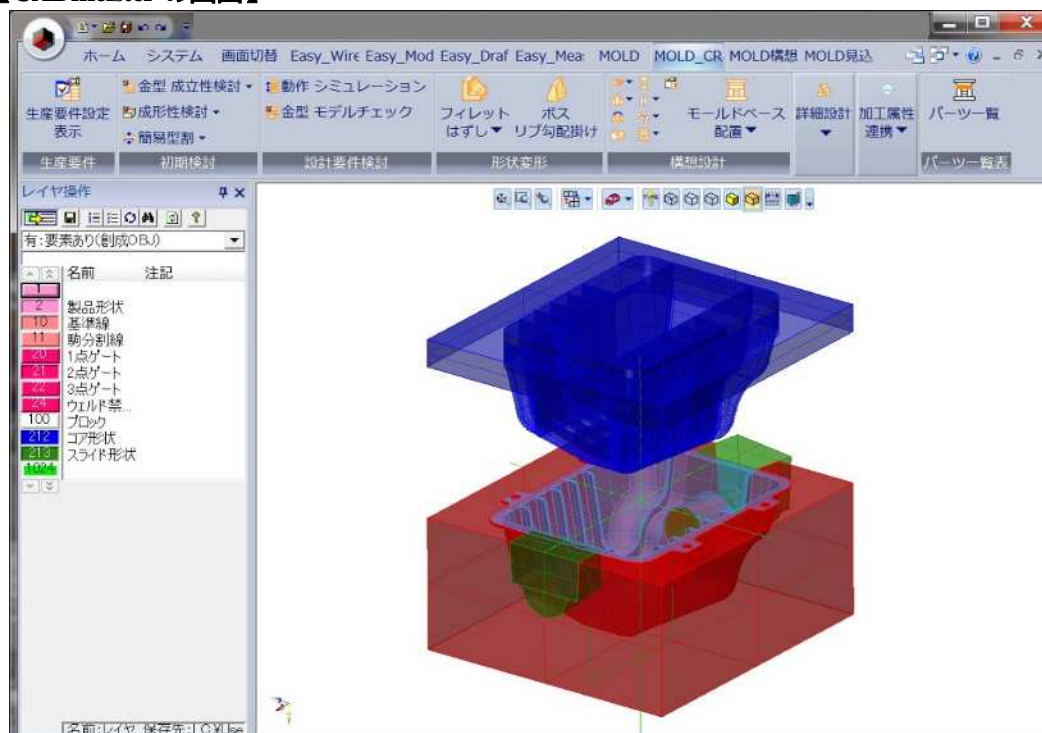 ホーム システム 画面切替 Easy_Wire Easy_Mod Easy_Draf Easy_Mea: MOLD MOLD_CR MOLD構想 MOLD見込
生産要件設定 表示
金型 成立性検討
成形性検討
簡易型割
動作 シミュレーション
金型 モデルチェック
フィレット はずし
ボス リブ勾配掛け
モールドベース 配置
詳細設計
加工属性 連携
パーツ一覧
生産要件 初期検討 設計要件検討 形状変形 構想設計 パーツ一覧表
レイヤ操作
有:要素あり(創成OBJ)
名前 注記
1
2 製品形状
10 基準線
11 駒分割線
20 1点ゲート
21 2点ゲート
22 3点ゲート
24 ウェルド禁...
100 ブロック
212 コア形状
213 スライド形状
1024
名前:レイヤ 保存先:[C:¥Use